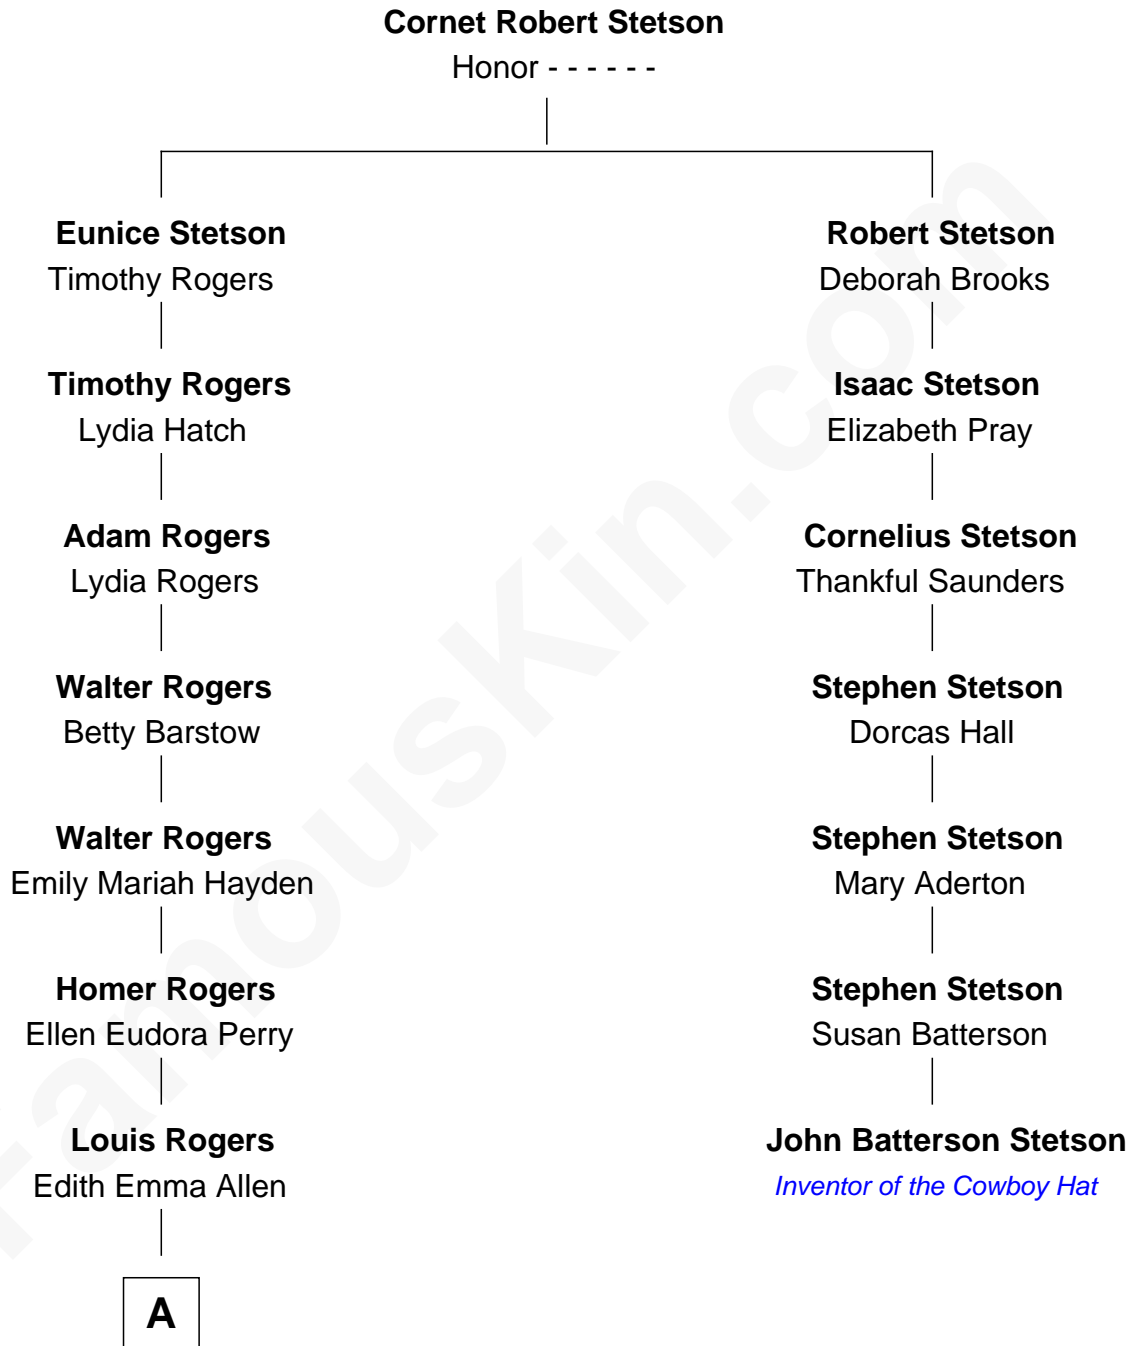 Cornet Robert Stetson
Honor - - - - - -
Eunice Stetson
Timothy Rogers
Robert Stetson
Deborah Brooks
Timothy Rogers
Lydia Hatch
Isaac Stetson
Elizabeth Pray
Adam Rogers
Lydia Rogers
Cornelius Stetson
Thankful Saunders
Walter Rogers
Betty Barstow
Stephen Stetson
Dorcas Hall
Walter Rogers
Emily Mariah Hayden
Stephen Stetson
Mary Aderton
Homer Rogers
Ellen Eudora Perry
Stephen Stetson
Susan Batterson
Louis Rogers
Edith Emma Allen
John Batterson Stetson
Inventor of the Cowboy Hat
A
FamousKin.com